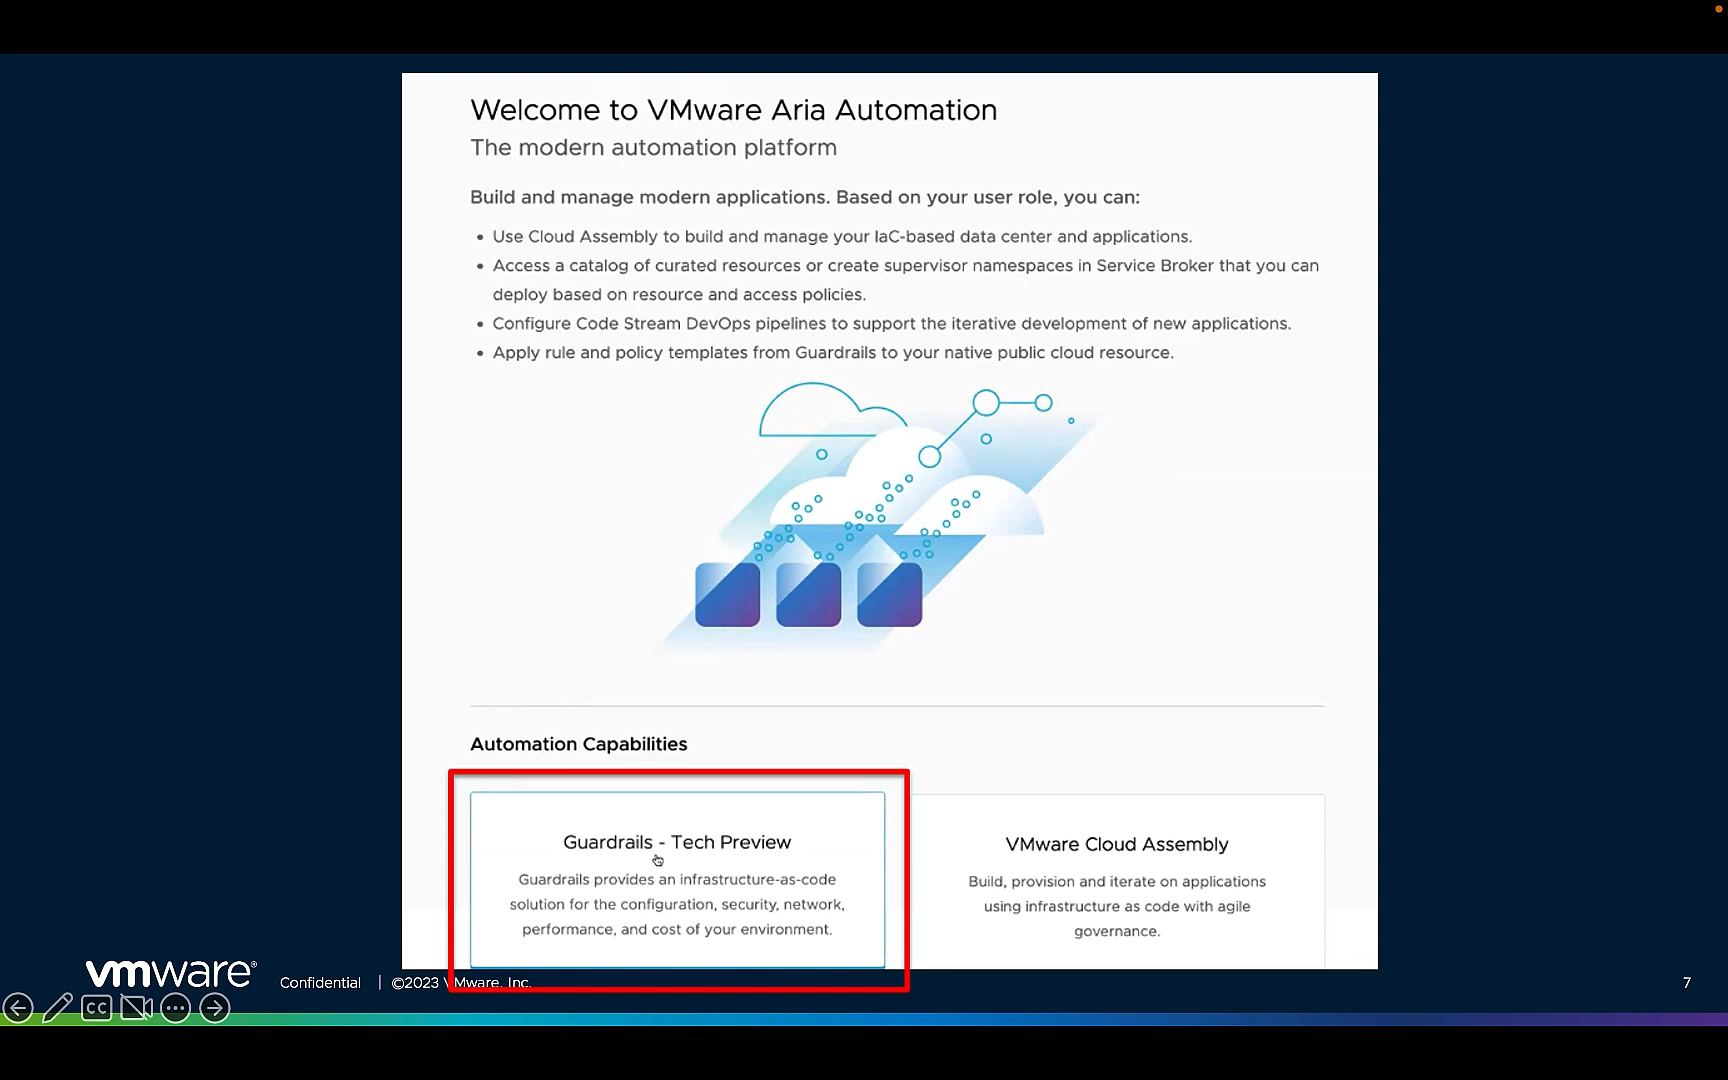 Welcome to VMware Aria Automation
The modern automation platform
Build and manage modern applications. Based on your user role, you can:
• Use Cloud Assembly to build and manage your IaC-based data center and applications.
• Access a catalog of curated resources or create supervisor namespaces in Service Broker that you can
deploy based on resource and access policies.
• Configure Code Stream DevOps pipelines to support the iterative development of new applications.
• Apply rule and policy templates from Guardrails to your native public cloud resource.
Automation Capabilities
Guardrails - Tech Preview
Guardrails provides an infrastructure-as-code
solution for the configuration, security, network,
performance, and cost of your environment.
VMware Cloud Assembly
Build, provision and iterate on applications
using infrastructure as code with agile
governance.
vmware®
Confidential | ©2023 VMware, Inc.
7
CC